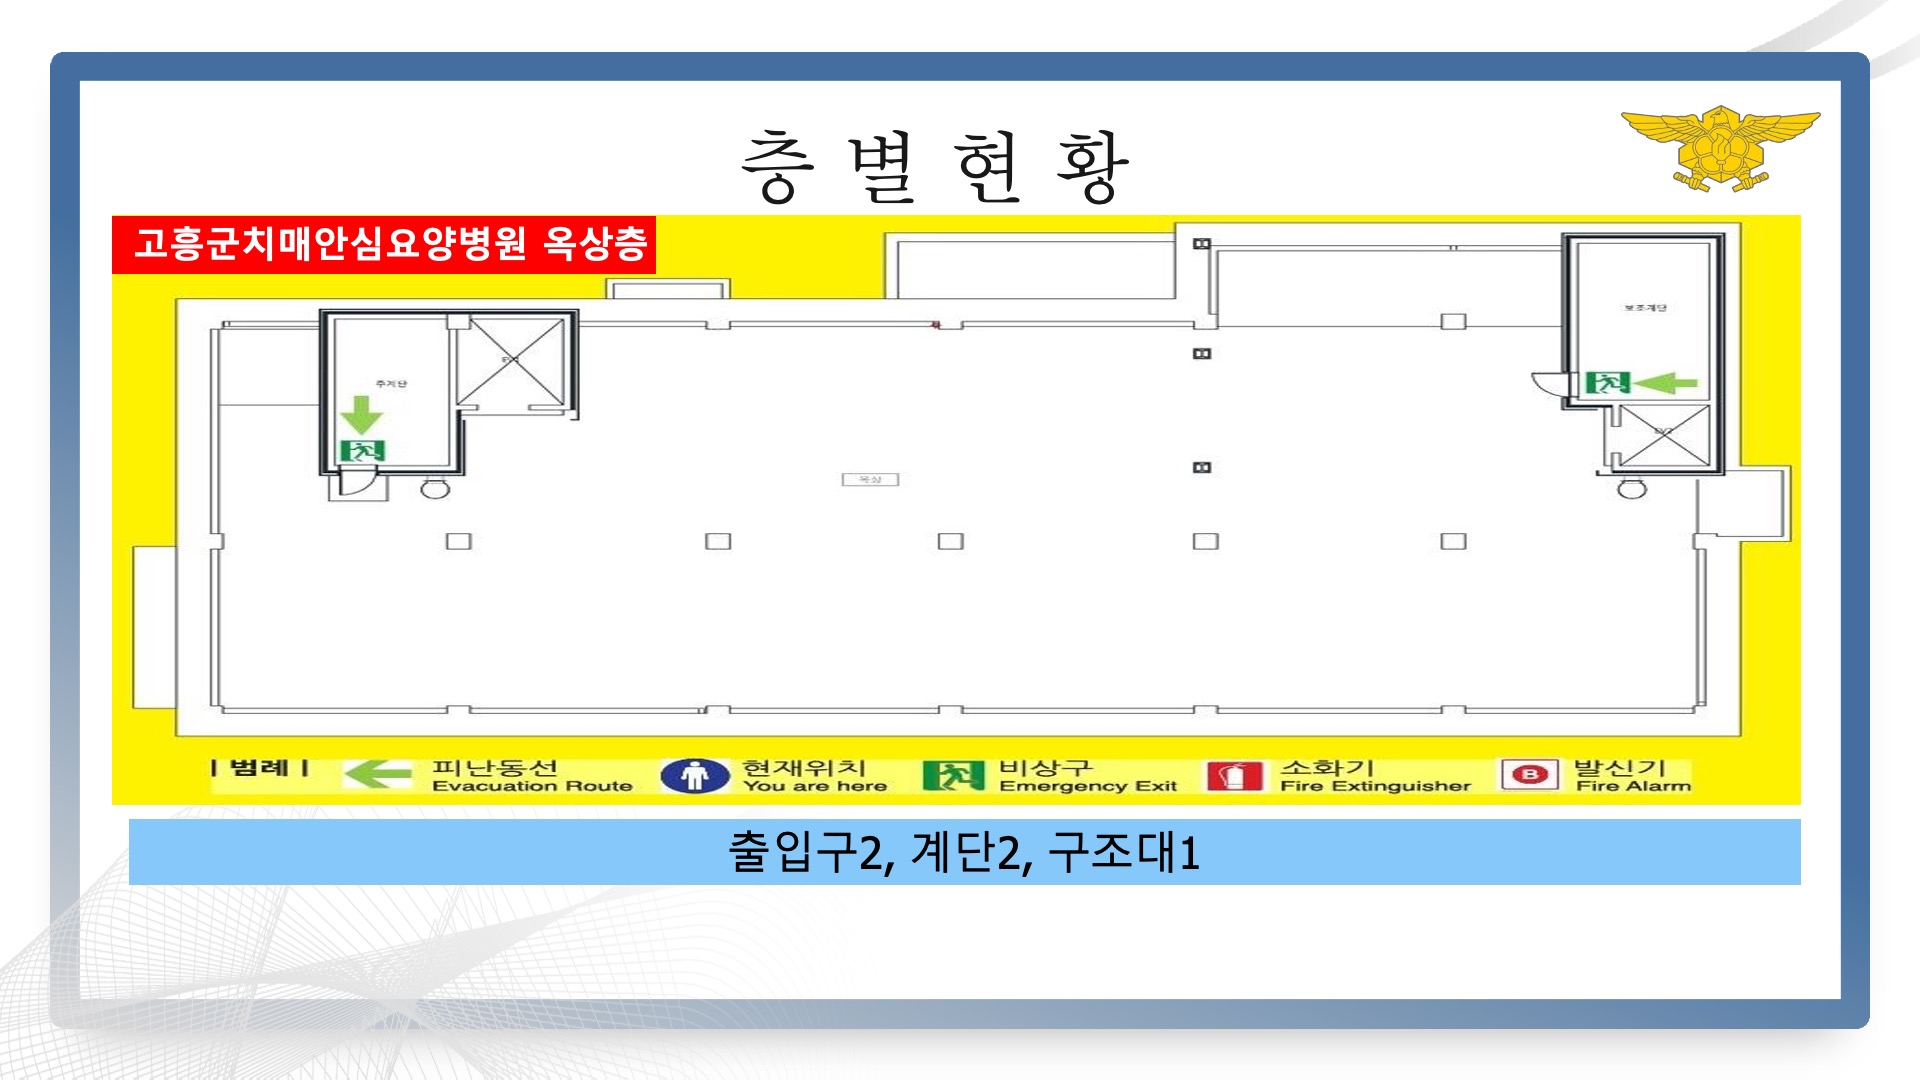 층 별 현 황
고흥군치매안심요양병원 옥상층
보조계단
주계단
옥상
| 범례 |
피난동선
Evacuation Route
현재위치
You are here
비상구
Emergency Exit
소화기
Fire Extinguisher
B
발신기
Fire Alarm
출입구2, 계단2, 구조대1